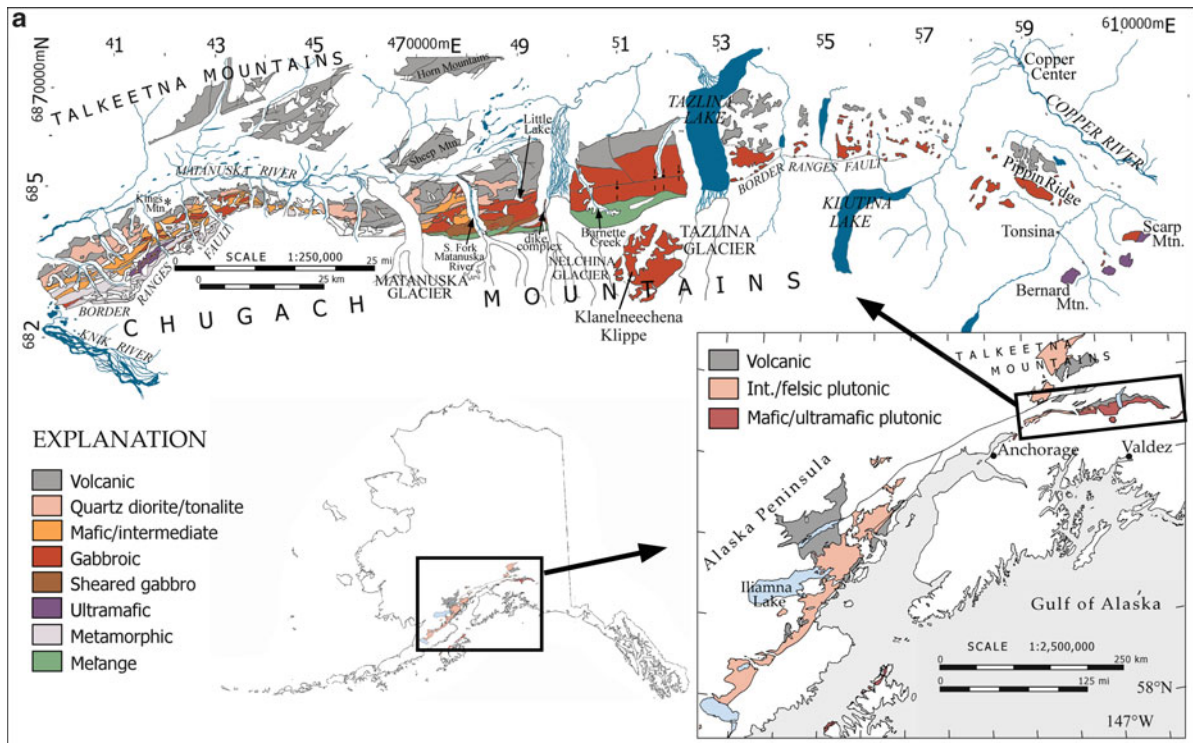 a
41 43 45 470000mE 49 51 53 55 57 59 610000mE
6870000mN
685
682
TALKEETNA MOUNTAINS
Horn Mountains
Copper
Center
COPPER RIVER
TAZLINA
LAKE
Little
Lake
Sheep Mtn.
MATANUSKA RIVER
BORDER RANGES FAULT
Pippin Ridge
Kings
Mtn.
*
KLUTINA
LAKE
Scarp
Mtn.
Tonsina
Bernard
Mtn.
S. Fork
Matanuska
River
dike
complex
Barnette
Creek
TAZLINA
GLACIER
NELCHINA
GLACIER
MATANUSKA
GLACIER
SCALE 1:250,000
25 km
25 mi
BORDER RANGES FAULT
CHUGACH MOUNTAINS
Klanelneechena
Klippe
KNIK RIVER
EXPLANATION
Volcanic
Quartz diorite/tonalite
Mafic/intermediate
Gabbroic
Sheared gabbro
Ultramafic
Metamorphic
Melange
Volcanic
Int./felsic plutonic
Mafic/ultramafic plutonic
TALKEETNA
MOUNTAINS
Anchorage
Valdez
Alaska Peninsula
Iliamna
Lake
Gulf of Alaska
SCALE 1:2,500,000
0 250 km
0 125 mi
58°N
147°W